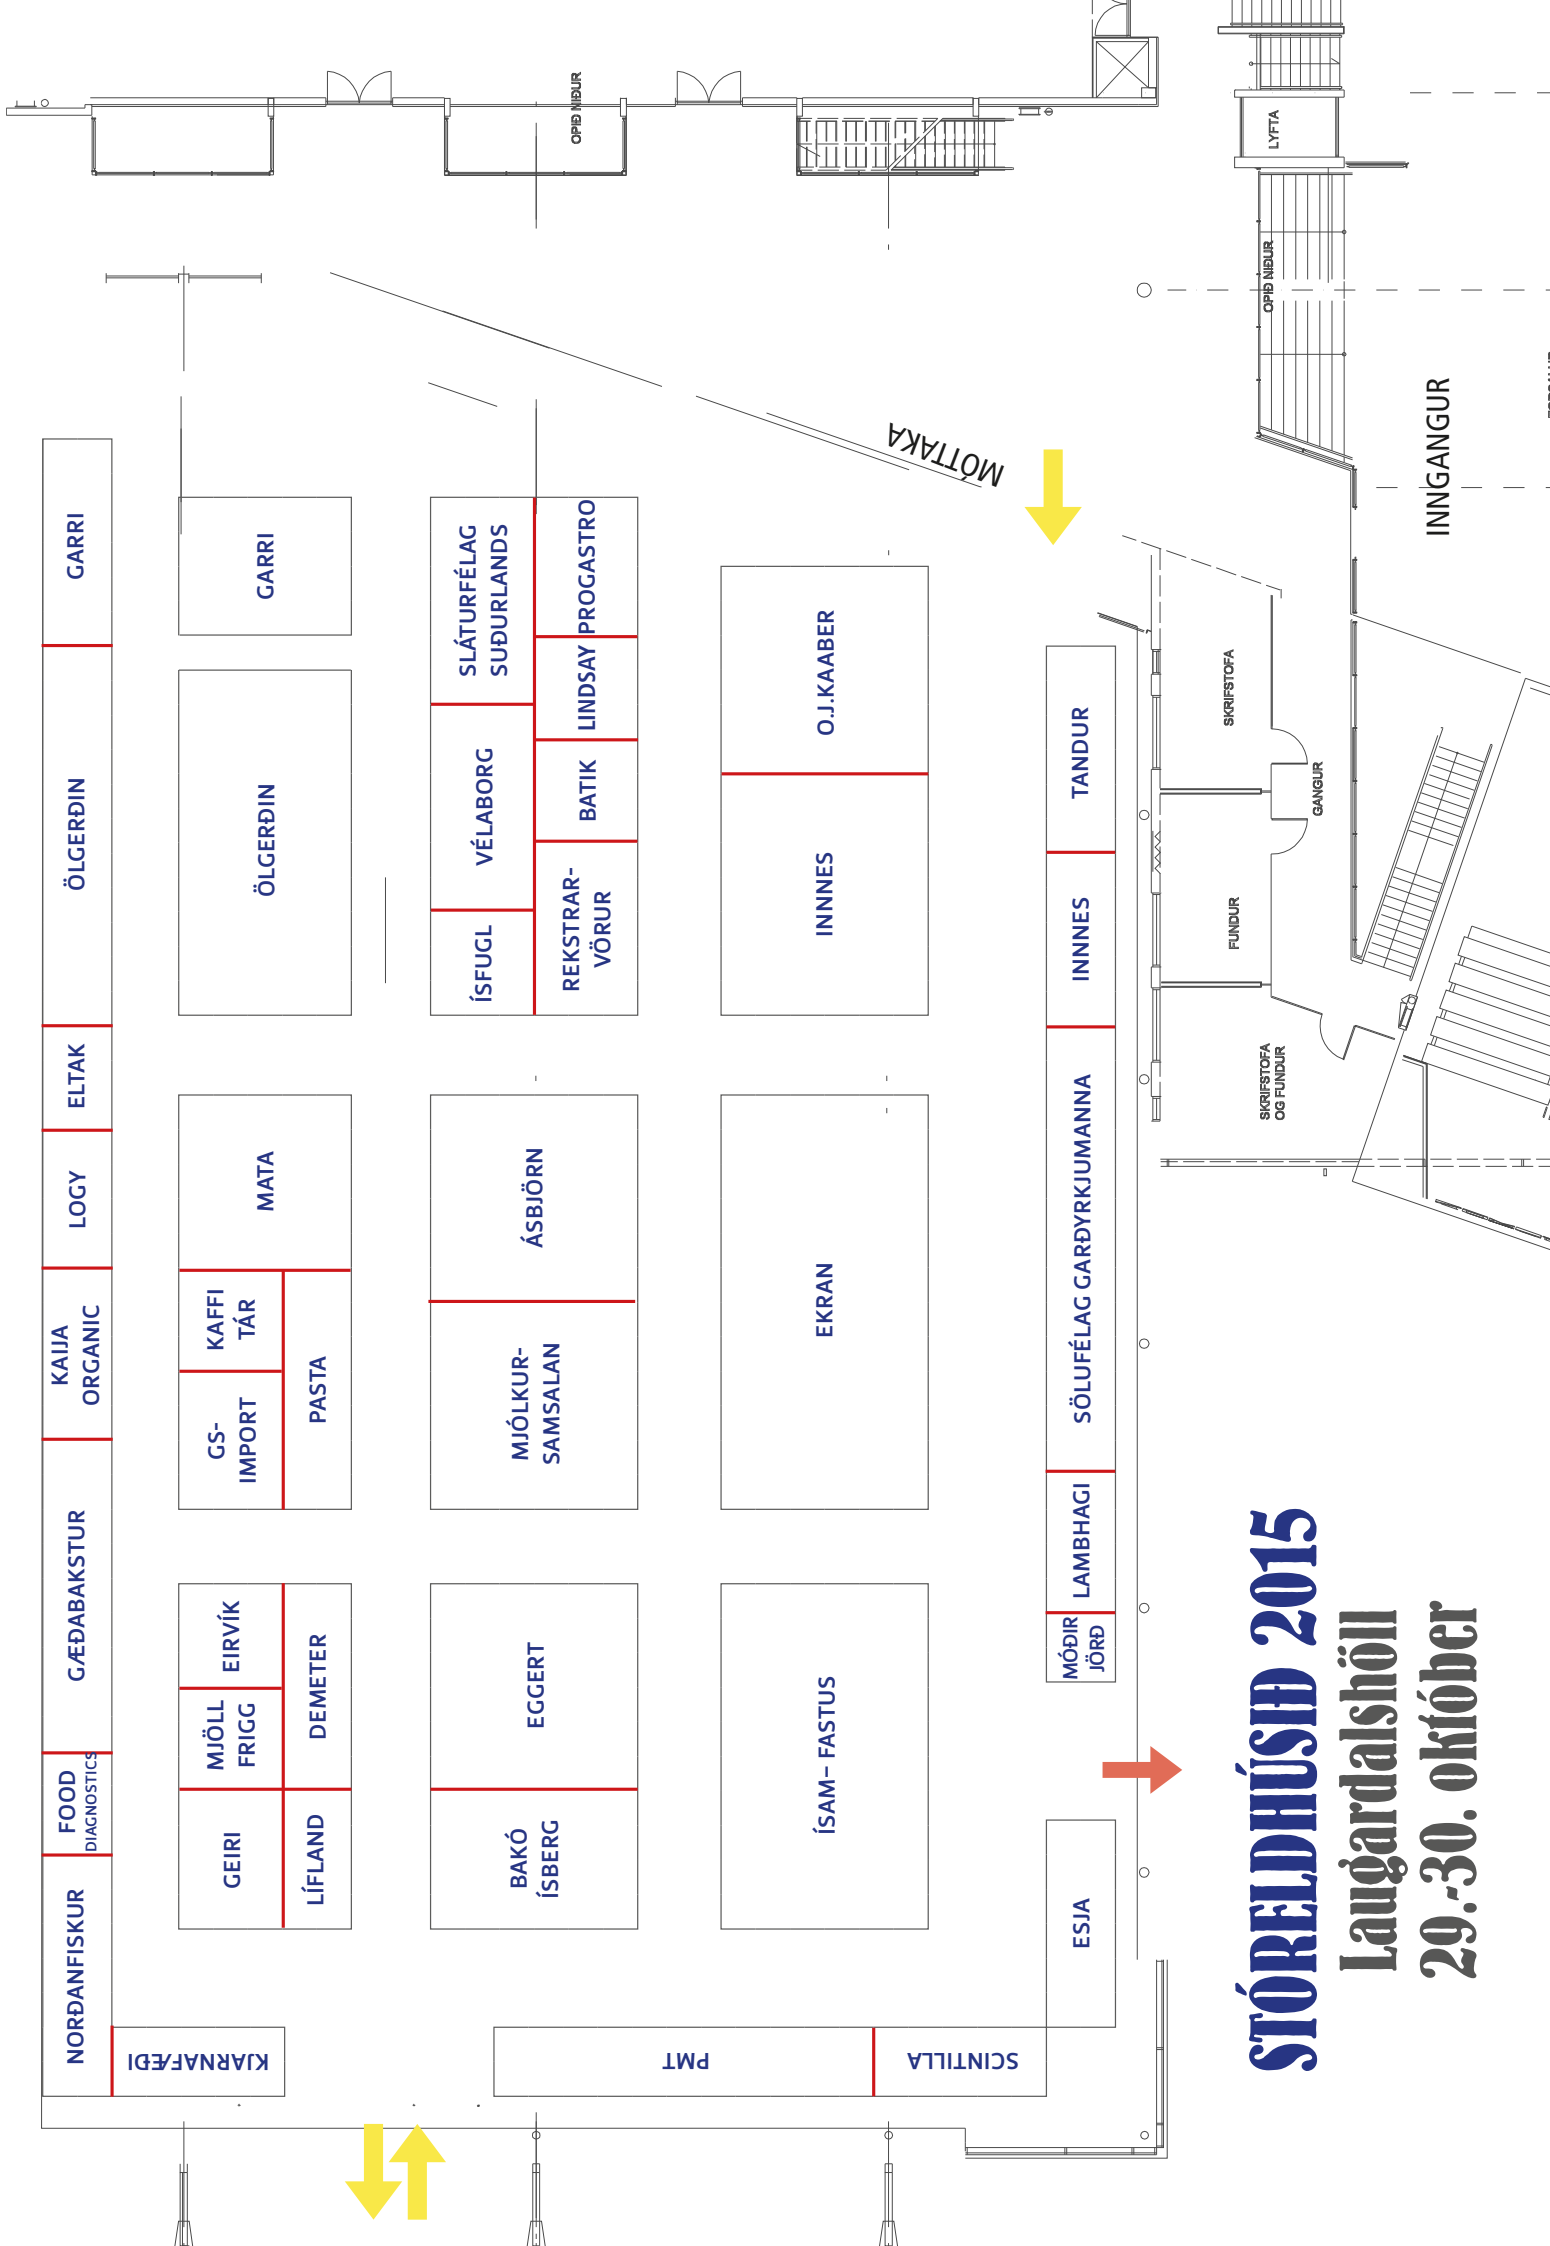 OPIÐ NIÐUR
LYFTA
OPIÐ NIÐUR
INNGANGUR
MÓTTAKA
GARRI
ÖLGERÐIN
ELTAK
LOGY
KAIJA
ORGANIC
GÆÐABAKSTUR
FOOD
DIAGNOSTICS
NORÐANFISKUR
KJARNAFÆÐI
GARRI
ÖLGERÐIN
MATA
KAFFI
TÁR
GS-
IMPORT
PASTA
EIRVÍK
MJÖLL
FRIGG
DEMETER
GEIRI
LÍFLAND
SLÁTURFÉLAG
SUÐURLANDS
PROGASTRO
LINDSAY
VÉLABORG
BATIK
ÍSFUGL
REKSTRAR-
VÖRUR
ÁSBJÖRN
MJÓLKUR-
SAMSALAN
EGGERT
BAKÓ
ÍSBERG
PMT
SCINTILLA
O.J.KAABER
INNNES
EKRAN
ÍSAM– FASTUS
TANDUR
INNNES
SÖLUFÉLAG GARÐYRKJUMANNA
LAMBHAGI
MÓÐIR
JÖRÐ
ESJA
SKRIFSTOFA
GANGUR
FUNDUR
SKRIFSTOFA
OG FUNDUR
STÓRELDHÚSIÐ 2015
Laugardalshöll
29.-30. október